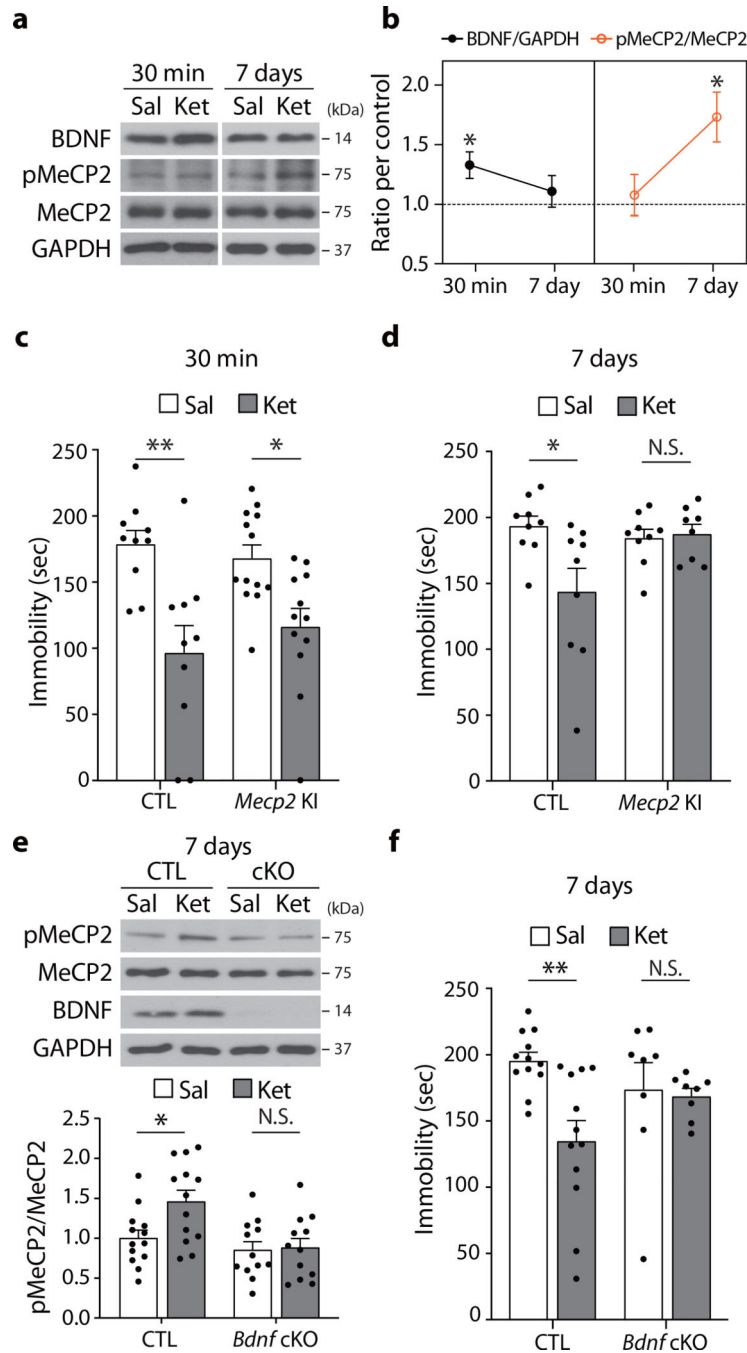 a
30 min 7 days
Sal Ket Sal Ket (kDa)
BDNF - 14
pMeCP2 - 75
MeCP2 - 75
GAPDH - 37
b
BDNF/GAPDH pMeCP2/MeCP2
Ratio per control
2.0
1.5
1.0
0.5
* *
30 min 7 day 30 min 7 day
c
30 min
Sal Ket
Immobility (sec)
250
200
150
100
50
0
** *
CTL Mecp2 KI
d
7 days
Sal Ket
Immobility (sec)
250
200
150
100
50
0
* N.S.
CTL Mecp2 KI
e
7 days
CTL cKO
Sal Ket Sal Ket (kDa)
pMeCP2 - 75
MeCP2 - 75
BDNF - 14
GAPDH - 37
Sal Ket
pMeCP2/MeCP2
2.5
2.0
1.5
1.0
0.5
0.0
* N.S.
CTL Bdnf cKO
f
7 days
Sal Ket
Immobility (sec)
250
200
150
100
50
0
** N.S.
CTL Bdnf cKO